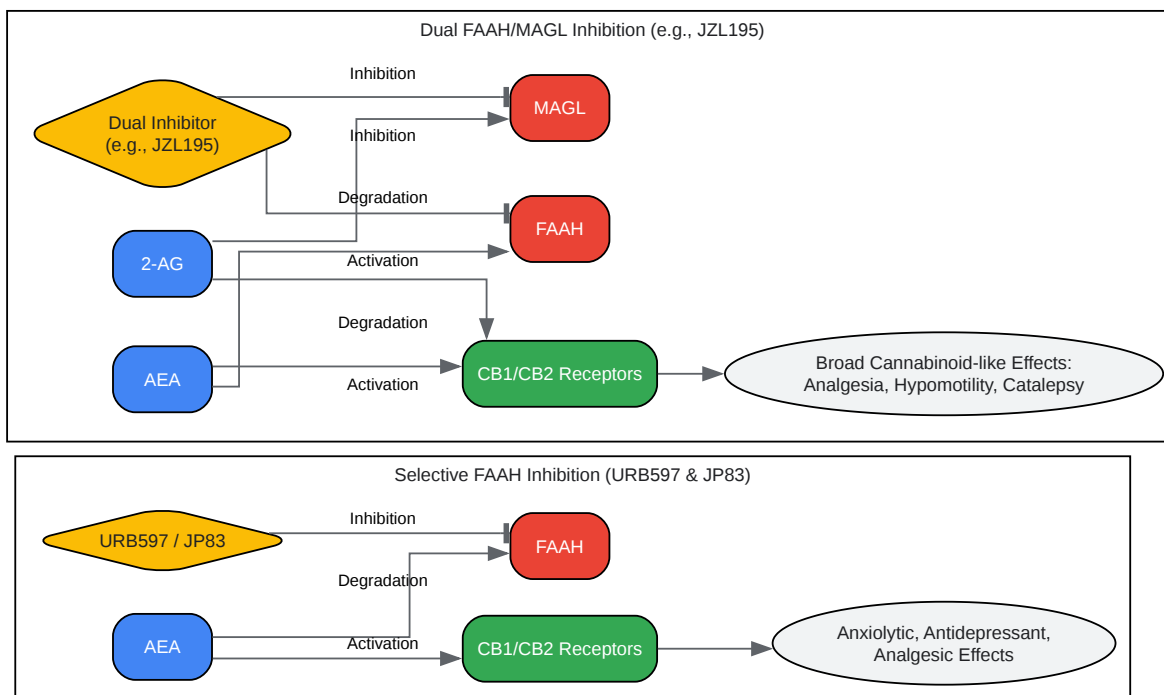 Dual FAAH/MAGL Inhibition (e.g., JZL195)
Inhibition
MAGL
Dual Inhibitor
(e.g., JZL195)
Inhibition
Degradation
FAAH
2-AG
Activation
Degradation
Broad Cannabinoid-like Effects:
Analgesia, Hypomotility, Catalepsy
AEA
CB1/CB2 Receptors
Activation
Selective FAAH Inhibition (URB597 & JP83)
Inhibition
URB597 / JP83
FAAH
Degradation
AEA
Activation
CB1/CB2 Receptors
Anxiolytic, Antidepressant,
Analgesic Effects